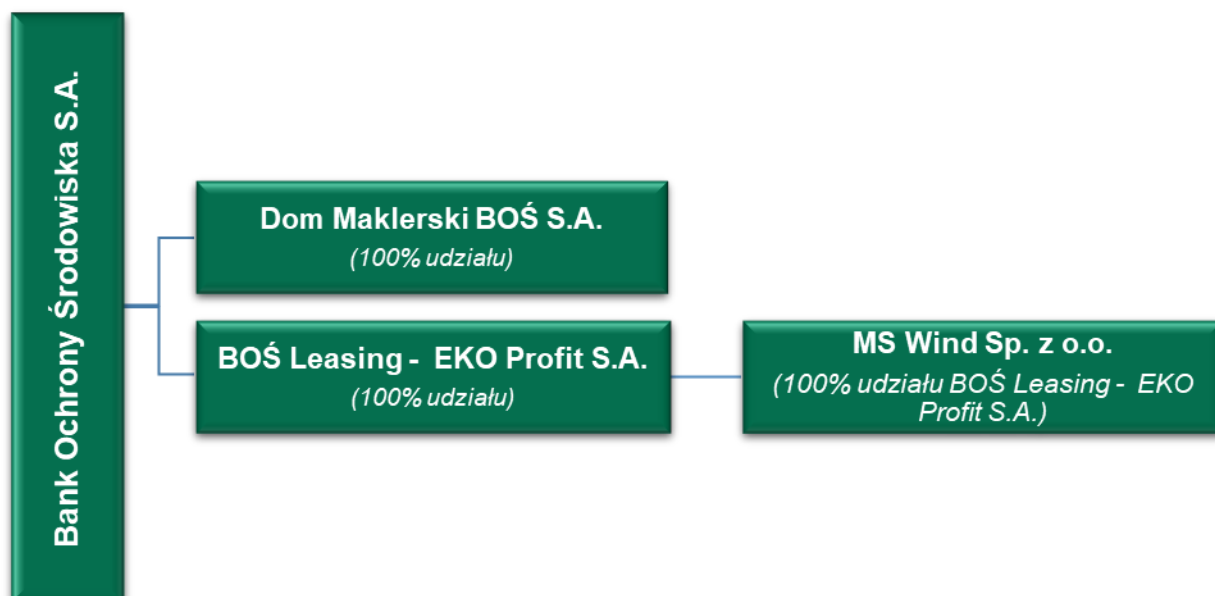 Bank Ochrony Środowiska S.A.
Dom Maklerski BOŚ S.A.
(100% udziału)
BOŚ Leasing - EKO Profit S.A.
(100% udziału)
MS Wind Sp. z o.o.
(100% udziału BOŚ Leasing - EKO
Profit S.A.)